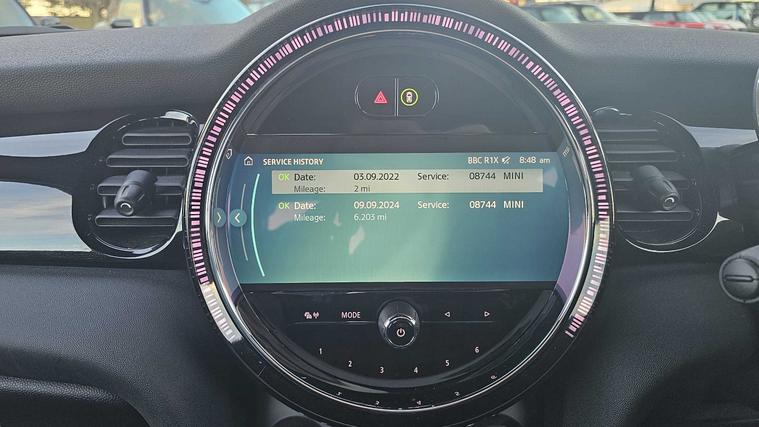 SERVICE HISTORY BBC R1X 8:48 am
OK Date: 03.09.2022 Service: 08744 MINI
Mileage: 2 mi
OK Date: 09.09.2024 Service: 08744 MINI
Mileage: 6.203 mi
MODE
1 2 3 4 5 6